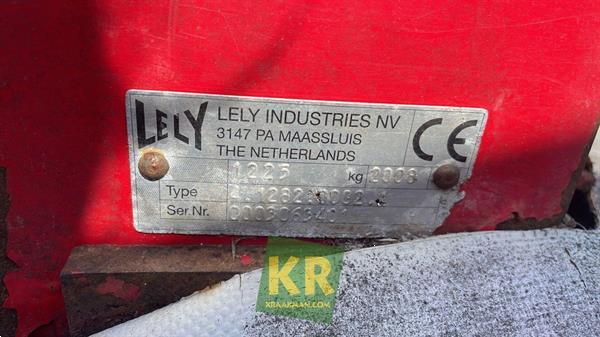 LELY
LELY INDUSTRIES NV
3147 PA MAASSLUIS
THE NETHERLANDS
CE
1225 kg 2008
Type
Ser.Nr.
KR
KRAAKMAN.COM